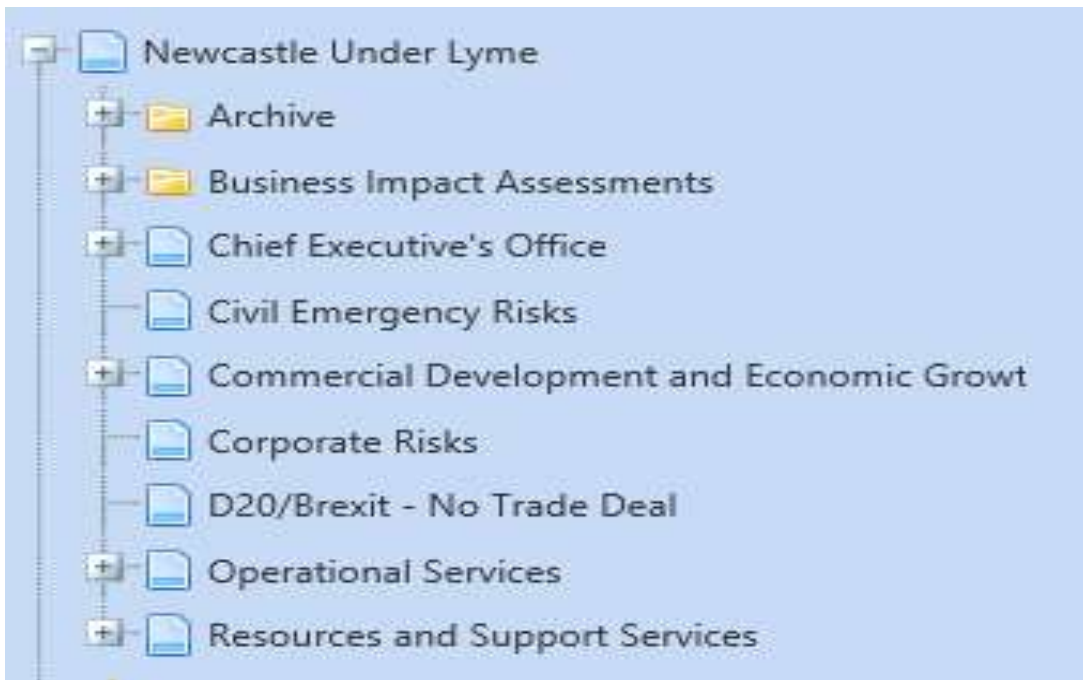 Newcastle Under Lyme
Archive
Business Impact Assessments
Chief Executive's Office
Civil Emergency Risks
Commercial Development and Economic Growt
Corporate Risks
D20/Brexit - No Trade Deal
Operational Services
Resources and Support Services